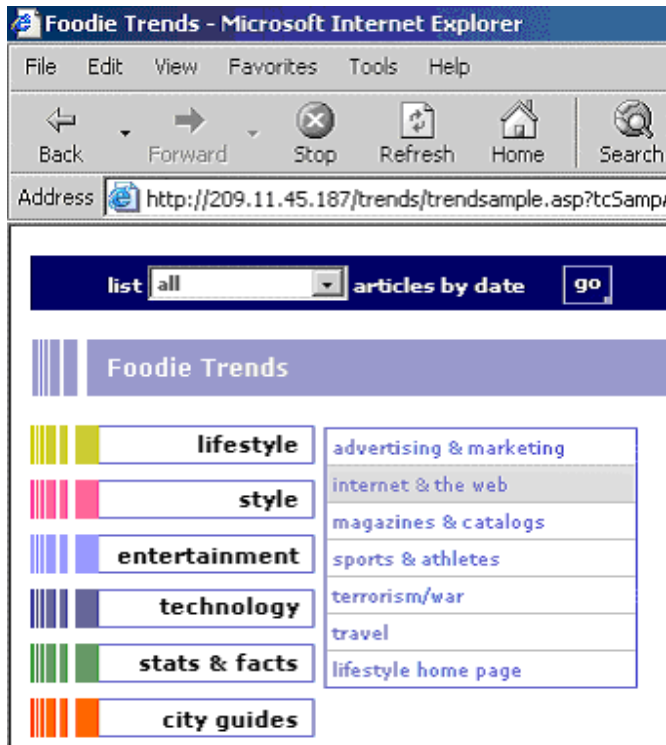 Foodie Trends - Microsoft Internet Explorer
File Edit View Favorites Tools Help
Back Forward Stop Refresh Home Search
Address http://209.11.45.187/trends/trendsample.asp?tcSamp
list all articles by date go
Foodie Trends
lifestyle
style
entertainment
technology
stats & facts
city guides
advertising & marketing
internet & the web
magazines & catalogs
sports & athletes
terrorism/war
travel
lifestyle home page